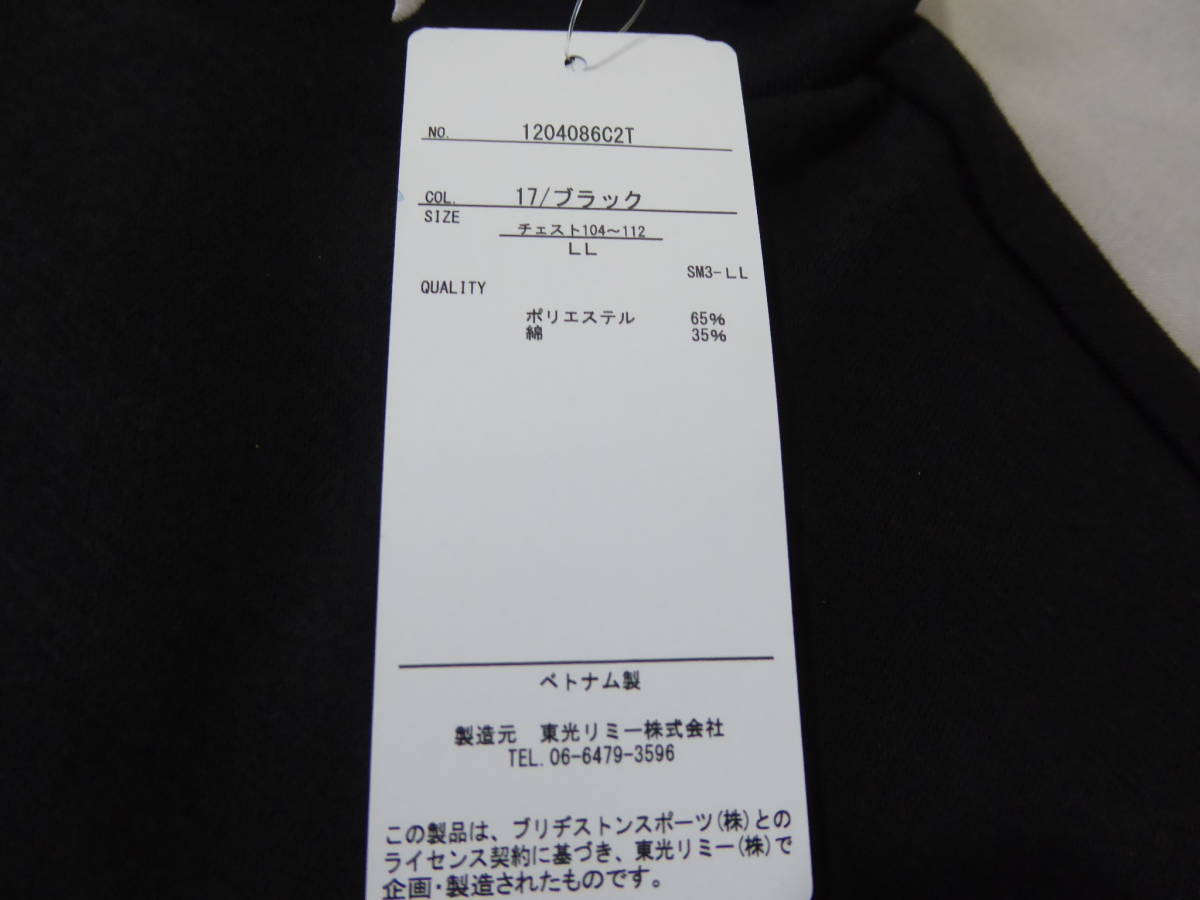 NO. 1204086C2T
COL. 17/ブラック
SIZE
チェスト104~112
LL
SM3-LL
QUALITY
ポリエステル 65%
綿 35%
ベトナム製
製造元 東光リミー株式会社
TEL.06-6479-3596
この製品は、ブリヂストンスポーツ(株)との
ライセンス契約に基づき、東光リミー(株)で
企画・製造されたものです。